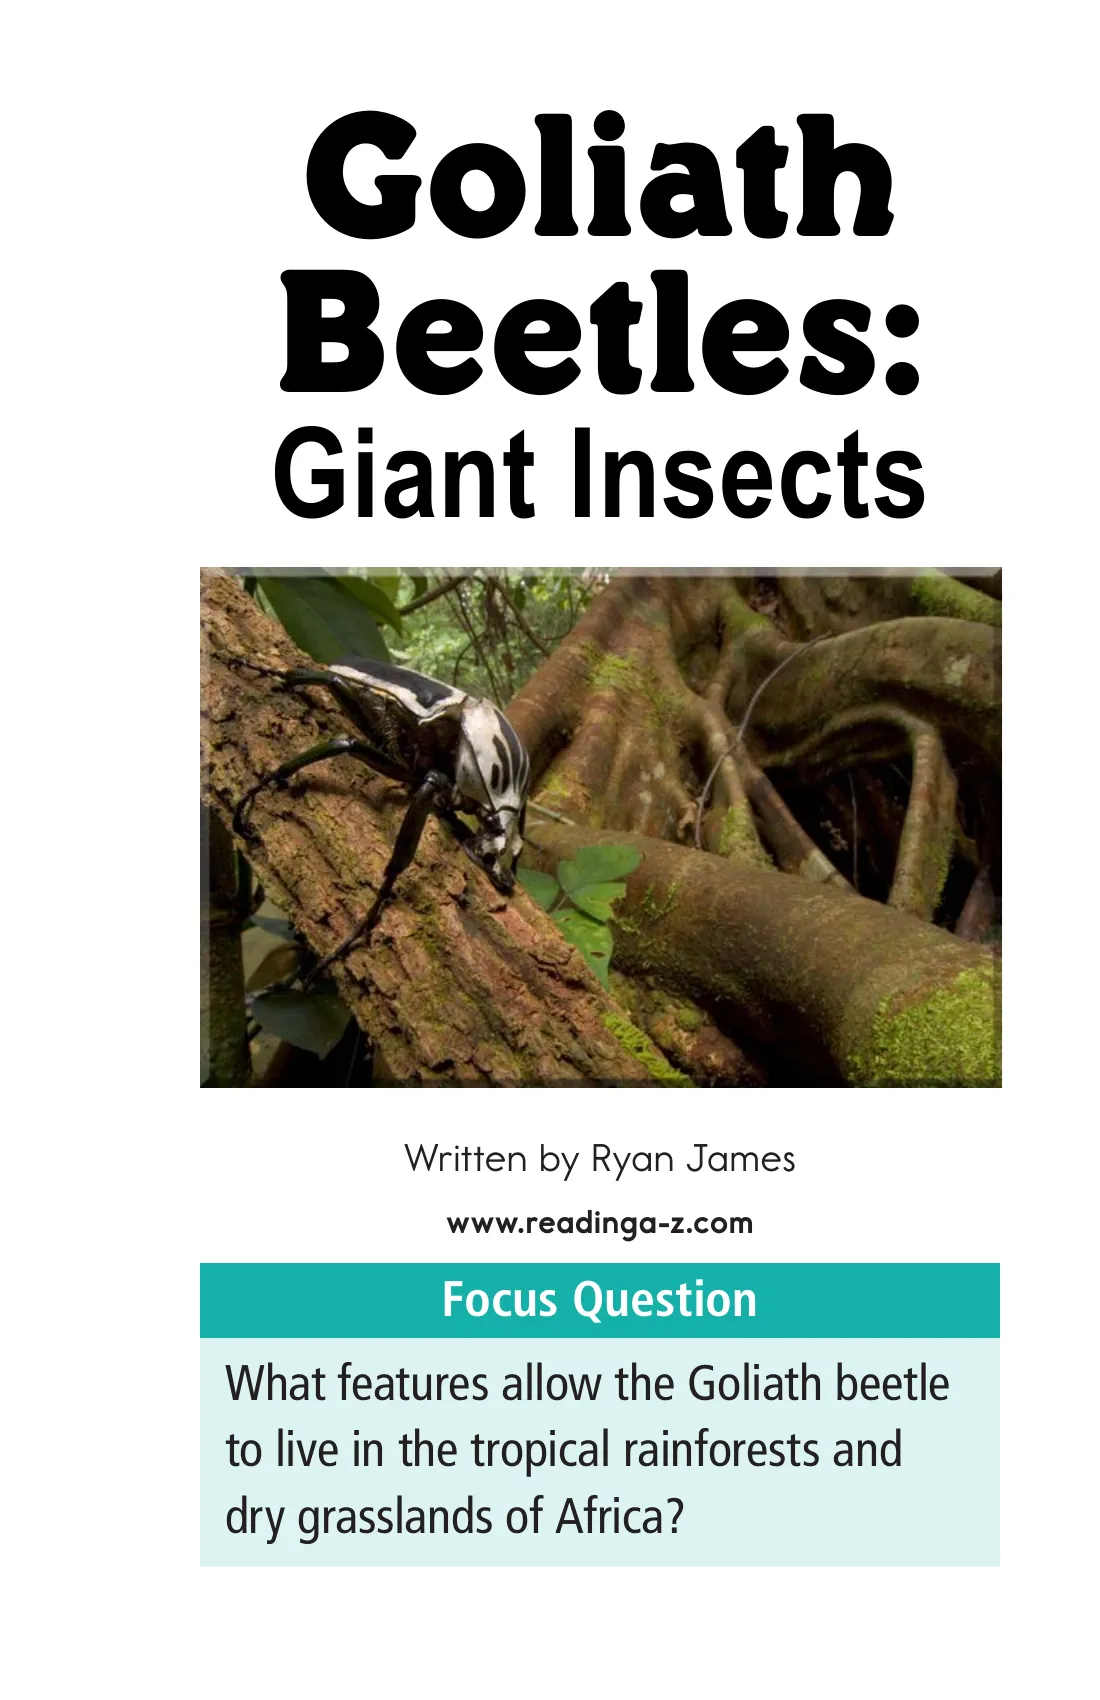 Goliath
Beetles:
Giant Insects
Written by Ryan James
www.readinga-z.com
Focus Question
What features allow the Goliath beetle
to live in the tropical rainforests and
dry grasslands of Africa?